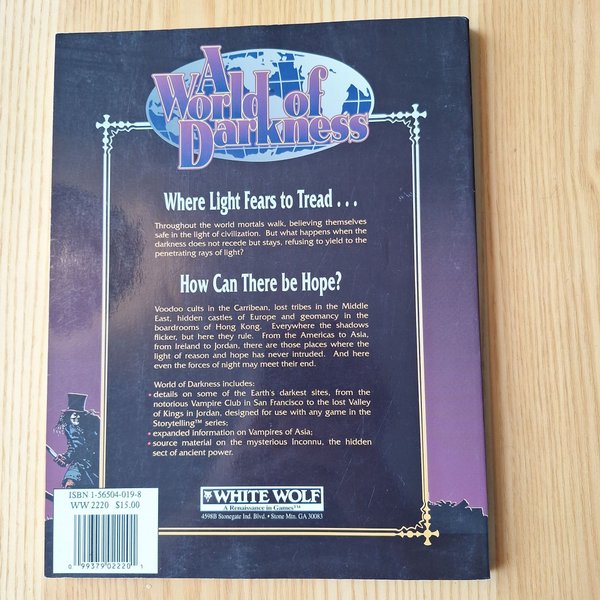 A
World of
Darkness
Where Light Fears to Tread . . .
Throughout the world mortals walk, believing themselves
safe in the light of civilization. But what happens when the
darkness does not recede but stays, refusing to yield to the
penetrating rays of light?
How Can There be Hope?
Voodoo cults in the Carribean, lost tribes in the Middle
East, hidden castles of Europe and geomancy in the
boardrooms of Hong Kong. Everywhere the shadows
flicker, but here they rule. From the Americas to Asia,
from Ireland to Jordan, there are those places where the
light of reason and hope has never intruded. And here
even the forces of night may meet their end.
World of Darkness includes:
• details on some of the Earth's darkest sites, from the
notorious Vampire Club in San Francisco to the lost Valley
of Kings in Jordan, designed for use with any game in the
Storytelling™ series;
• expanded information on Vampires of Asia;
• source material on the mysterious Inconnu, the hidden
sect of ancient power.
WHITE WOLF
A Renaissance in Games™
4598B Stonegate Ind. Blvd. • Stone Mtn. GA 30083
ISBN 1-56504-019-8
WW 2220 $15.00
0 99379 02220 1